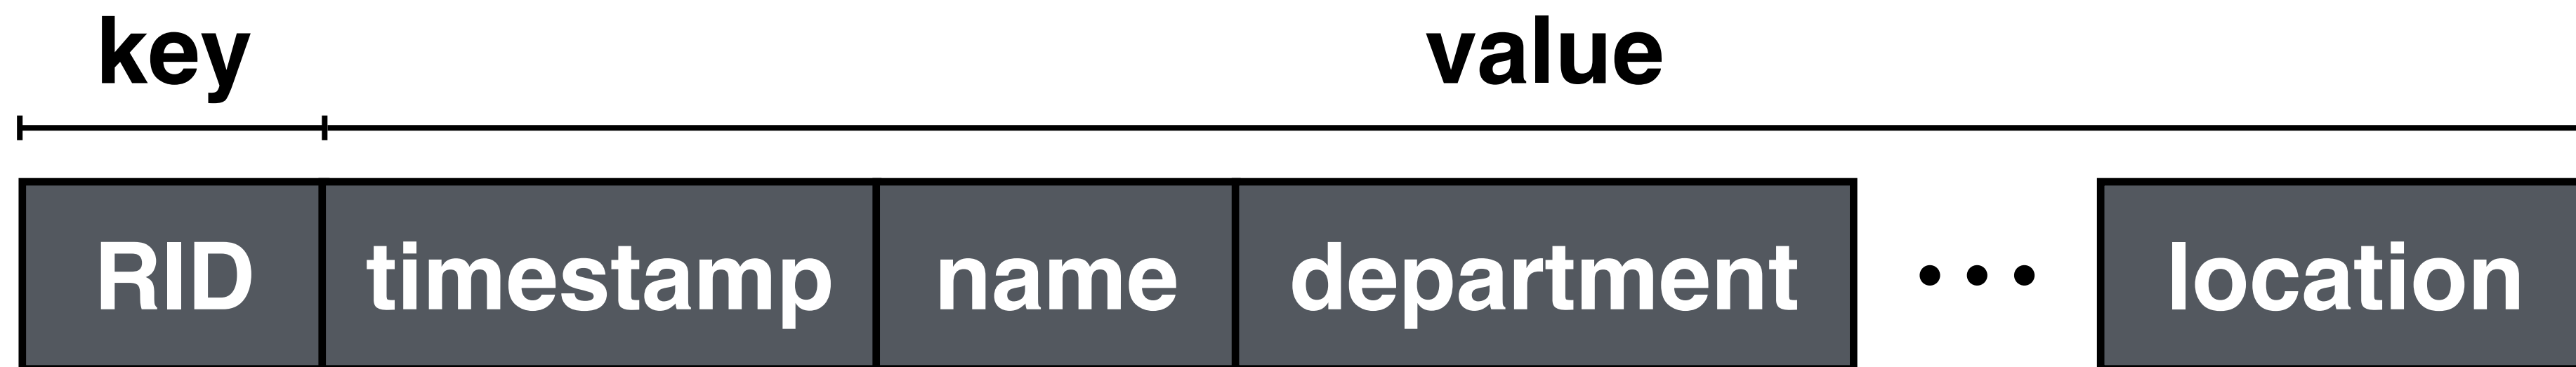 key value
RID timestamp name department ••• location